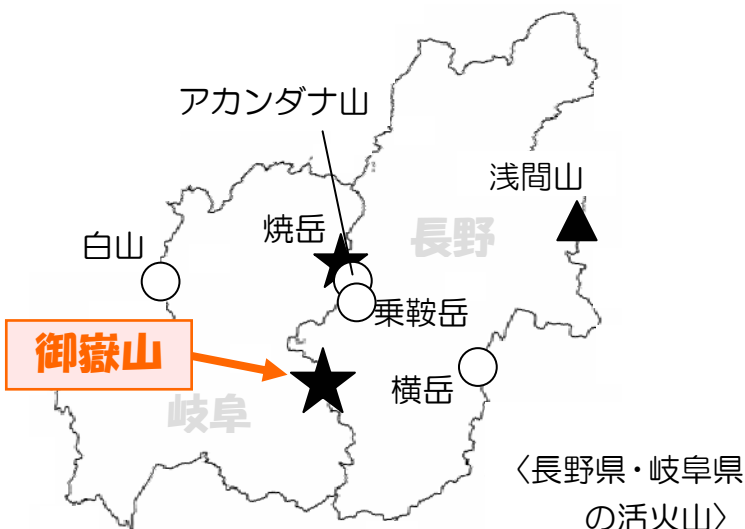 アカンダナ山
浅間山
焼岳
長野
白山
乗鞍岳
御嶽山
横岳
岐阜
〈長野県・岐阜県
の活火山〉